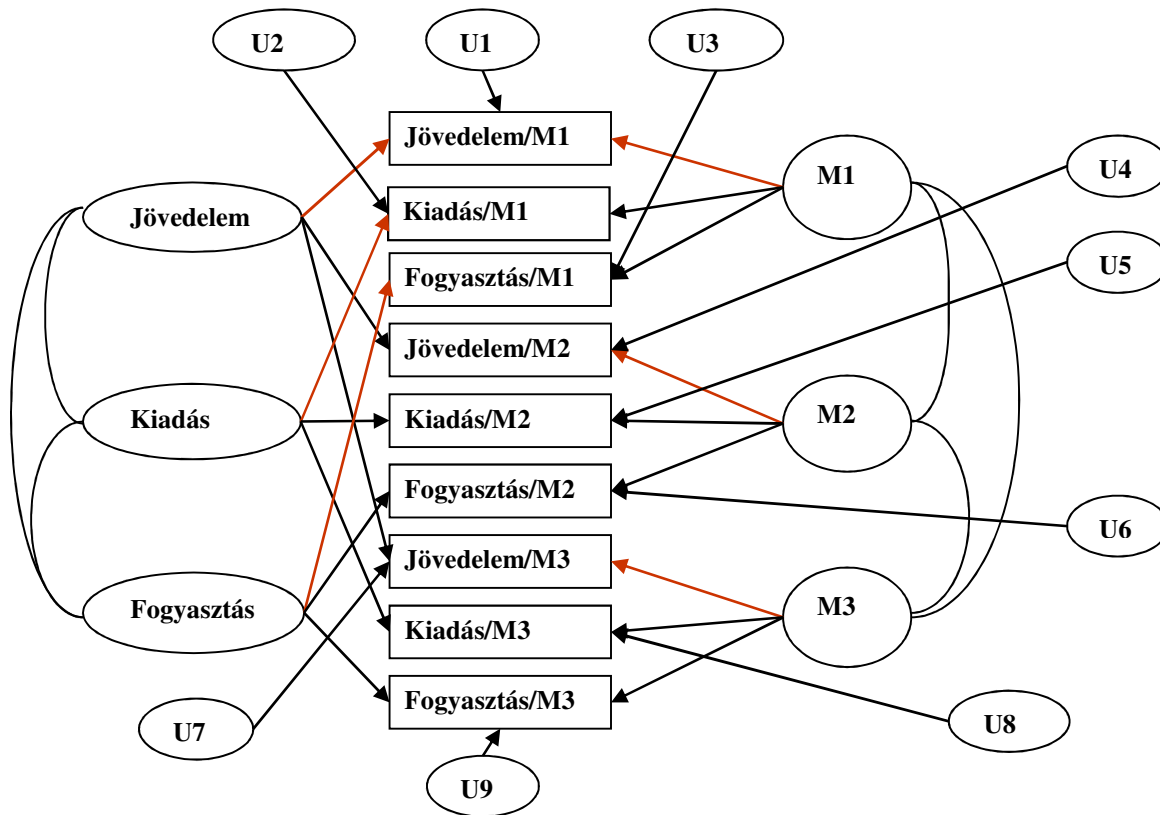 U2
U1
U3
Jövedelem/M1
M1
U4
Jövedelem
Kiadás/M1
Fogyasztás/M1
U5
Jövedelem/M2
Kiadás
Kiadás/M2
M2
Fogyasztás/M2
U6
Jövedelem/M3
Fogyasztás
Kiadás/M3
M3
Fogyasztás/M3
U7
U8
U9